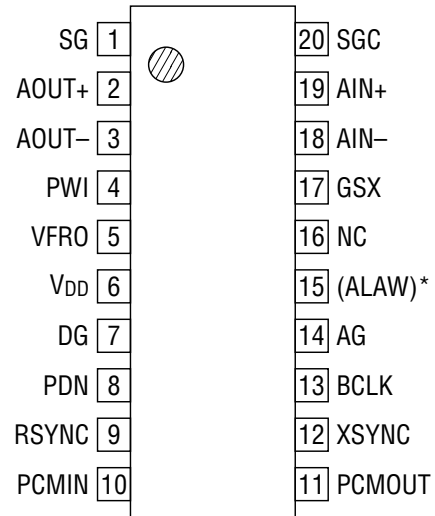 SG 1 20 SGC
AOUT+ 2 19 AIN+
AOUT– 3 18 AIN–
PWI 4 17 GSX
VFRO 5 16 NC
VDD 6 15 (ALAW)*
DG 7 14 AG
PDN 8 13 BCLK
RSYNC 9 12 XSYNC
PCMIN 10 11 PCMOUT